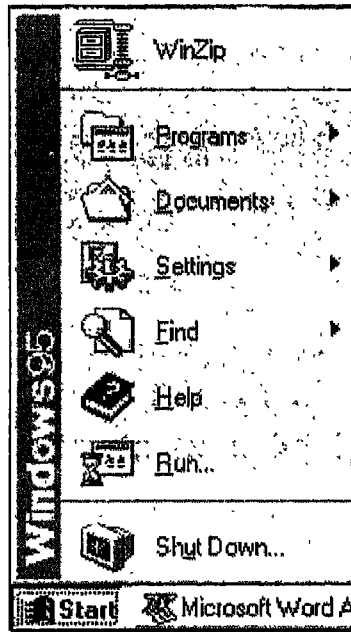 WinZip
Programs
Documents
Settings
Find
Help
Run...
Shut Down...
Windows95
Start
Microsoft Word A